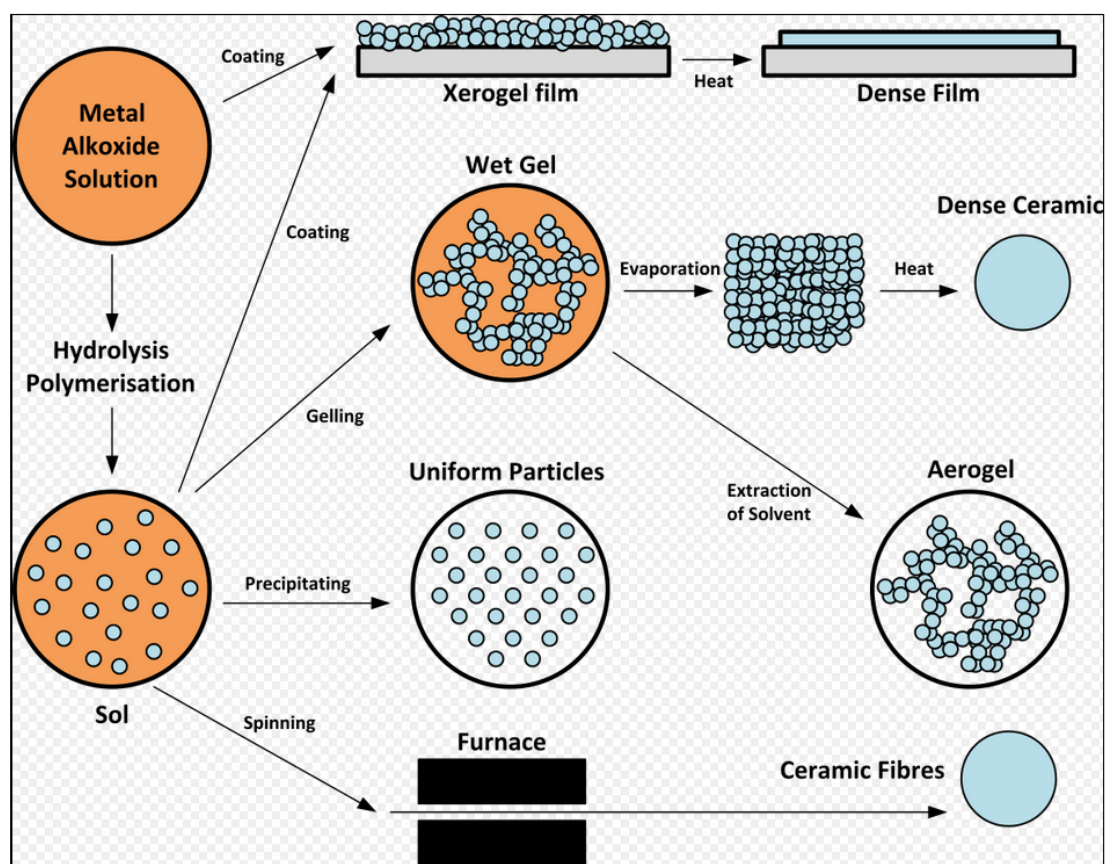 Coating
Metal
Alkoxide
Solution
Xerogel film
Heat
Dense Film
Wet Gel
Coating
Dense Ceramic
Evaporation
Heat
Hydrolysis
Polymerisation
Gelling
Uniform Particles
Extraction
of Solvent
Aerogel
Precipitating
Sol
Spinning
Furnace
Ceramic Fibres